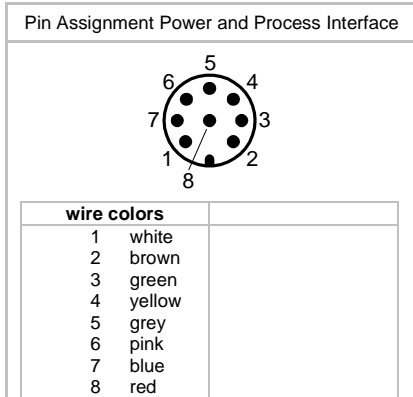 Pin Assignment Power and Process Interface
5
6 4
7 3
1 2
8
wire colors
1 white
2 brown
3 green
4 yellow
5 grey
6 pink
7 blue
8 red